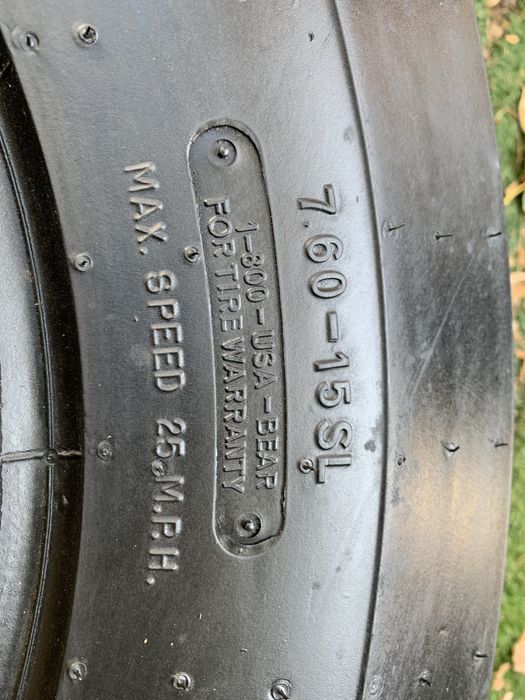 7.60-15SL
1-800-USA-BEAR
FOR TIRE WARRANTY
MAX. SPEED 25 M.P.H.